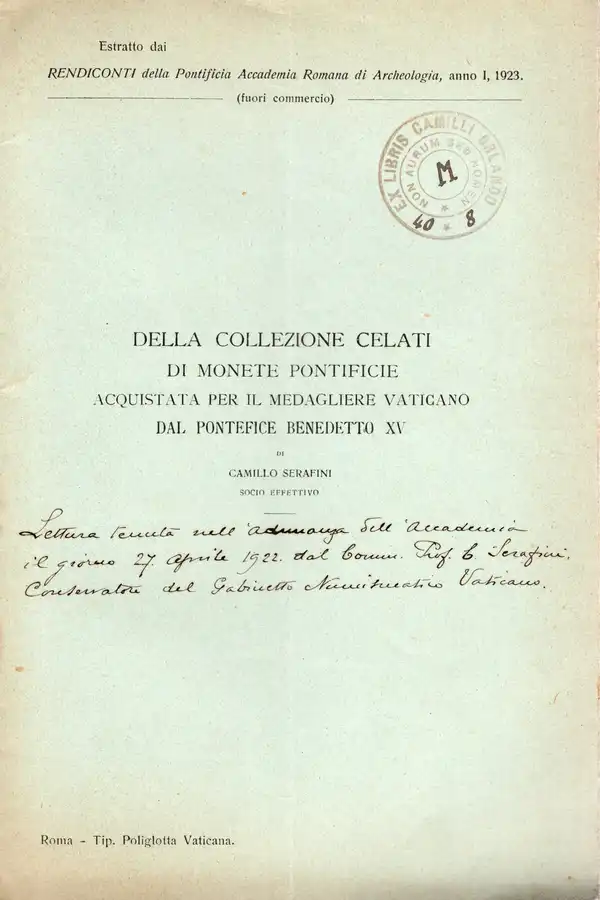 Estratto dai
RENDICONTI della Pontificia Accademia Romana di Archeologia, anno I, 1923.
(fuori commercio)
EX LIBRIS CAMILLI ORLANDO
NON AURUM SED NOMEN
M
40 8
DELLA COLLEZIONE CELATI
DI MONETE PONTIFICIE
ACQUISTATA PER IL MEDAGLIERE VATICANO
DAL PONTEFICE BENEDETTO XV
DI
CAMILLO SERAFINI
SOCIO EFFETTIVO
Lettura tenuta nell'adunanza dell'Accademia
il giorno 27. Aprile 1922. dal Comm. Prof. C Serafini,
Conservatore del Gabinetto Numismatico Vaticano.
Roma - Tip. Poliglotta Vaticana.